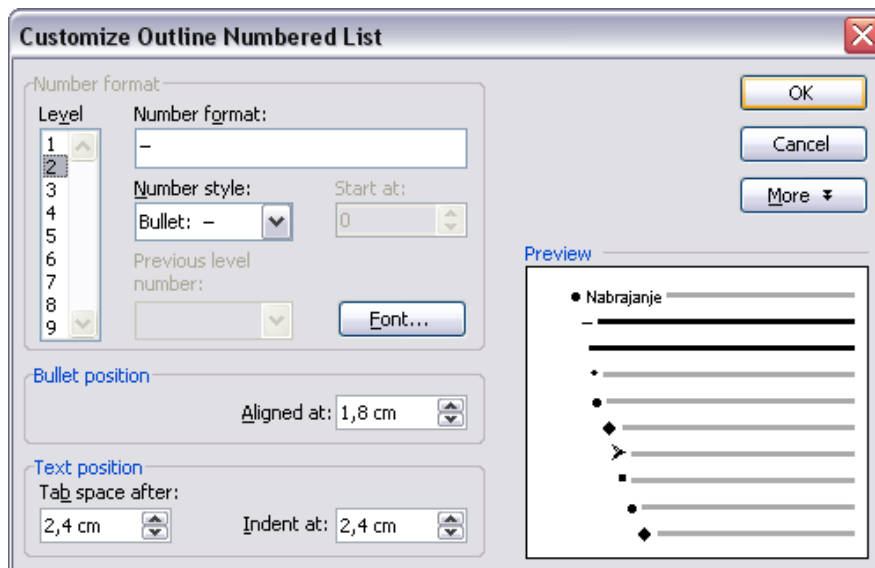 Customize Outline Numbered List
Number format
Level
1
2
3
4
5
6
7
8
9
Number format:
–
Number style:
Bullet: –
Start at:
0
Previous level
number:
Font...
Bullet position
Aligned at: 1,8 cm
Text position
Tab space after:
2,4 cm
Indent at: 2,4 cm
OK
Cancel
More
Preview
Nabrajanje